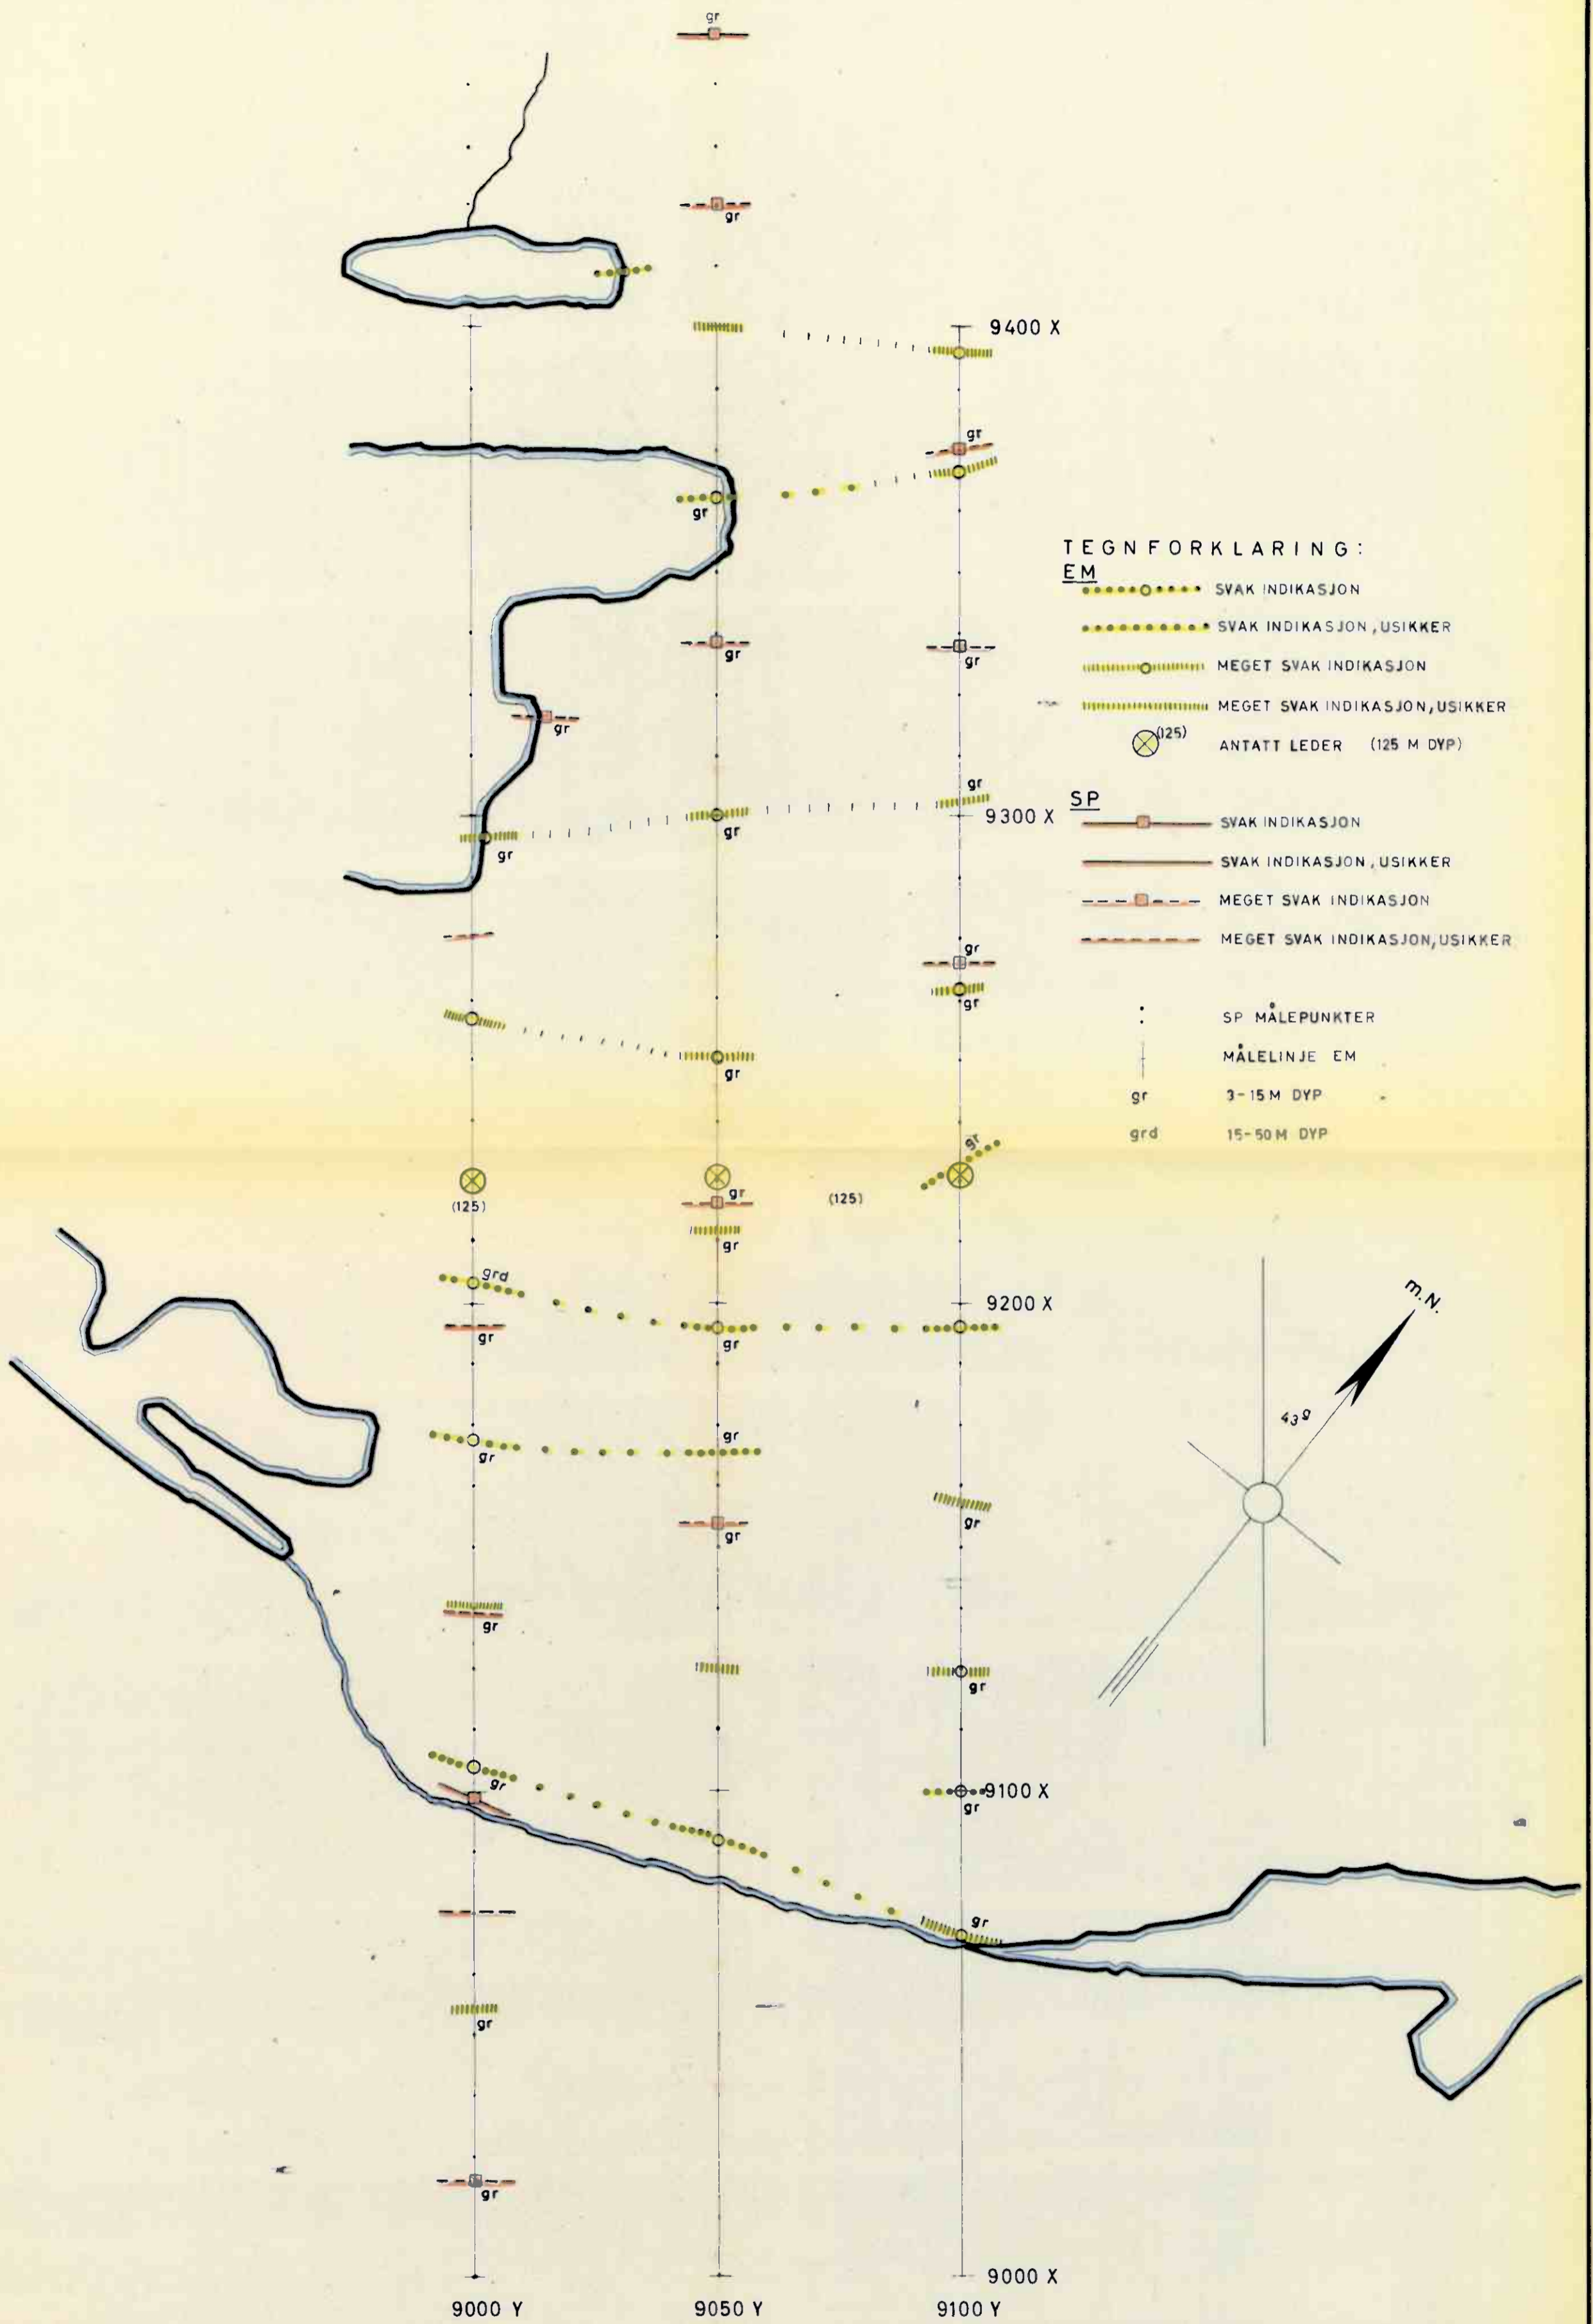 gr
gr
9400 X
gr
gr
TEGNFORKLARING:
EM
SVAK INDIKASJON
SVAK INDIKASJON, USIKKER
gr
gr
MEGET SVAK INDIKASJON
MEGET SVAK INDIKASJON, USIKKER
gr
(125)
ANTATT LEDER (125 M DYP)
gr
SP
9300 X
SVAK INDIKASJON
gr
gr
SVAK INDIKASJON, USIKKER
MEGET SVAK INDIKASJON
MEGET SVAK INDIKASJON, USIKKER
gr
gr
SP MÅLEPUNKTER
MÅLELINJE EM
gr
gr 3-15 M DYP
grd 15-50 M DYP
gr
gr
(125)
(125)
gr
grd
9200 X
gr
gr
m.N.
43g
gr
gr
gr
gr
gr
gr
gr
9100 X
gr
gr
gr
gr
9000 X
9000 Y
9050 Y
9100 Y